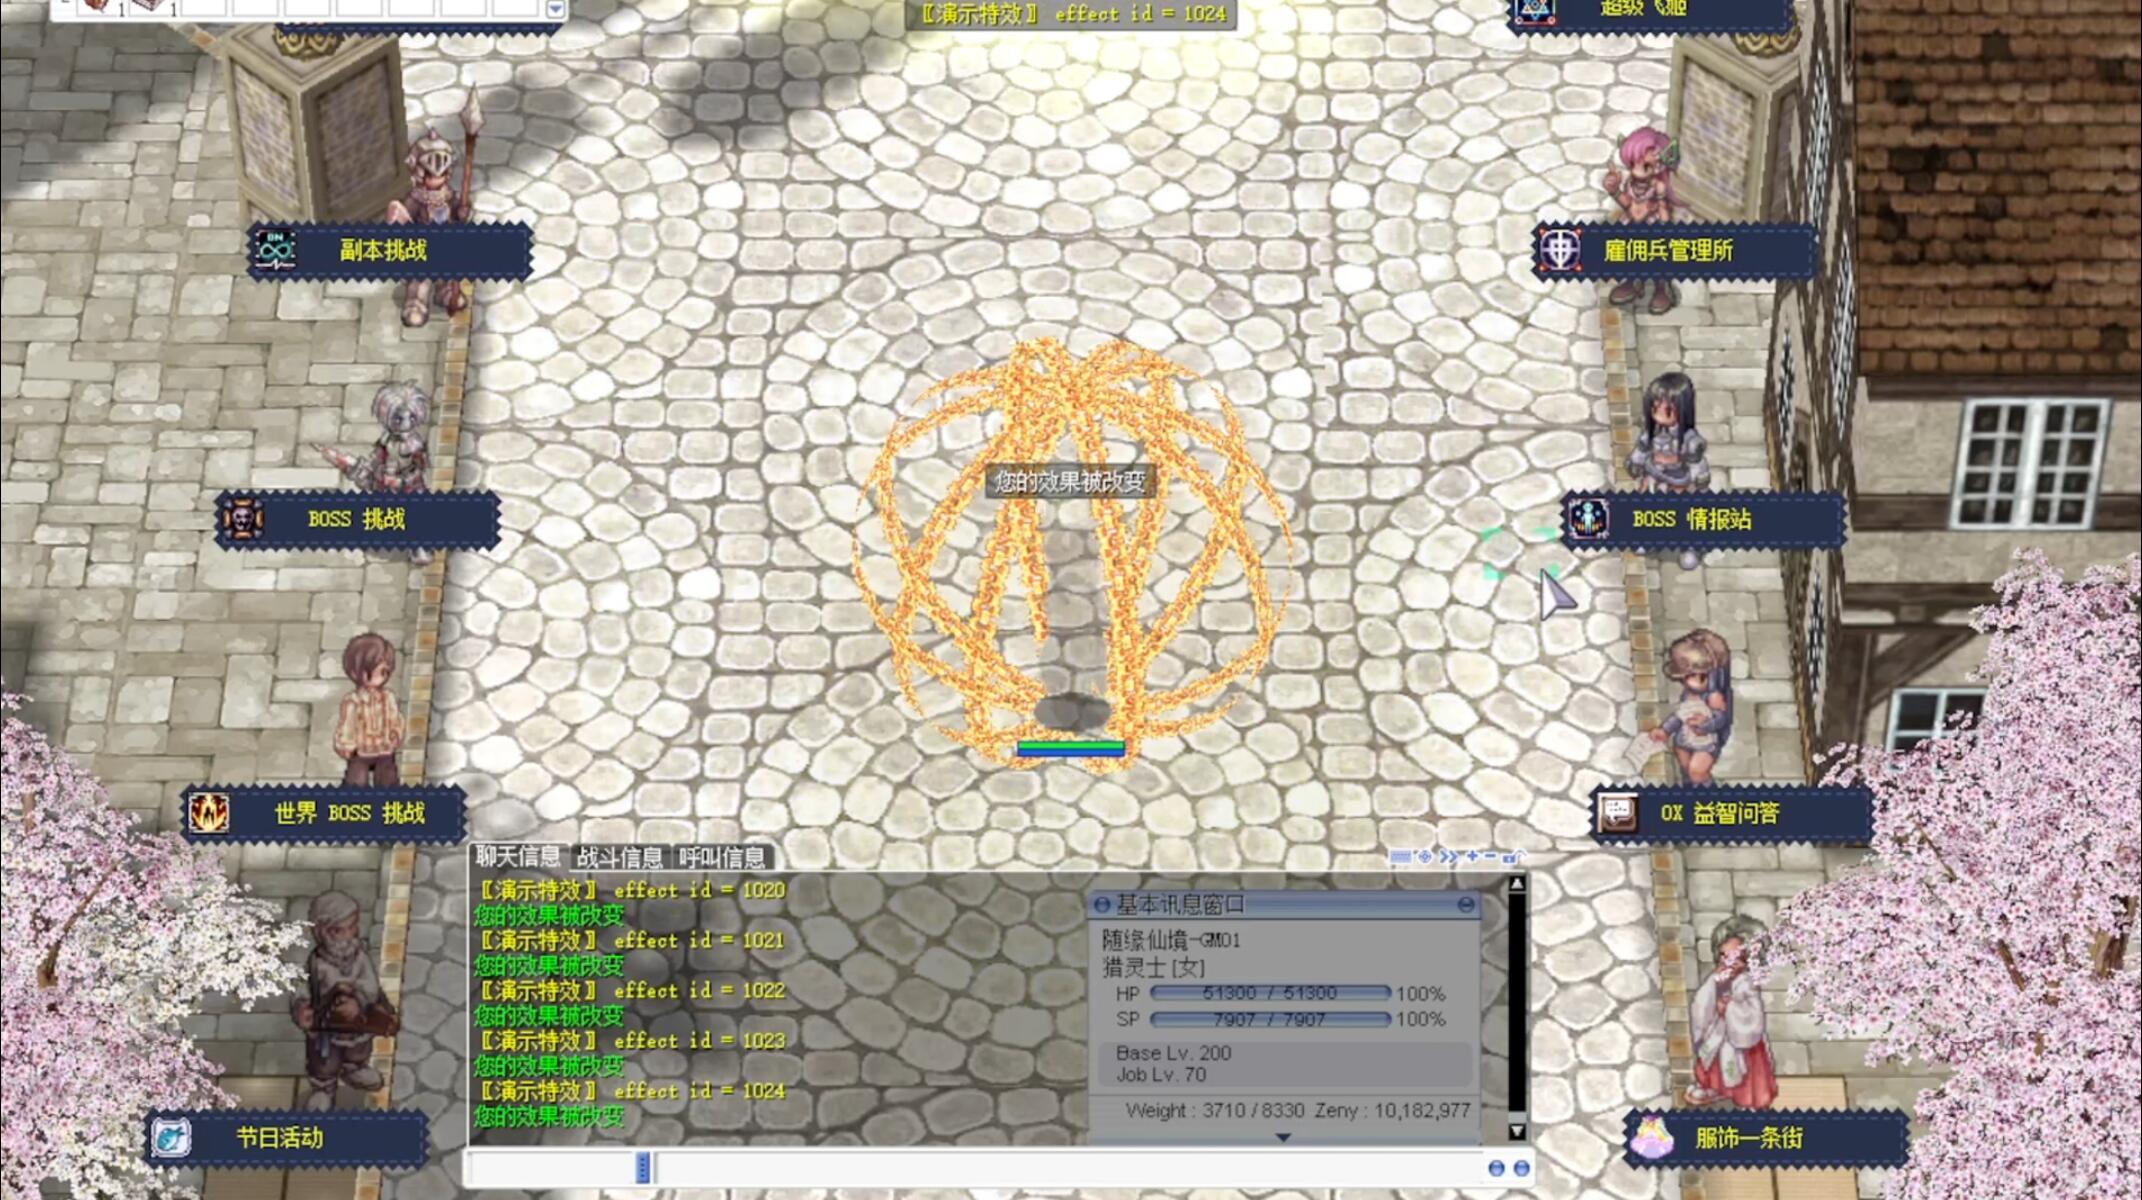 1 1
〖演示特效〗 effect id = 1024
副本挑战
雇佣兵管理所
您的效果被改变
BOSS 挑战
BOSS 情报站
世界 BOSS 挑战
OX 益智问答
聊天信息 战斗信息 呼叫信息
〖演示特效〗 effect id = 1020
您的效果被改变
〖演示特效〗 effect id = 1021
您的效果被改变
〖演示特效〗 effect id = 1022
您的效果被改变
〖演示特效〗 effect id = 1023
您的效果被改变
〖演示特效〗 effect id = 1024
您的效果被改变
基本讯息窗口
随缘仙境-GM01
猎灵士 [女]
HP 51300 / 51300 100%
SP 7907 / 7907 100%
Base Lv. 200
Job Lv. 70
Weight : 3710 / 8330 Zeny : 10,182,977
节日活动
服饰一条街